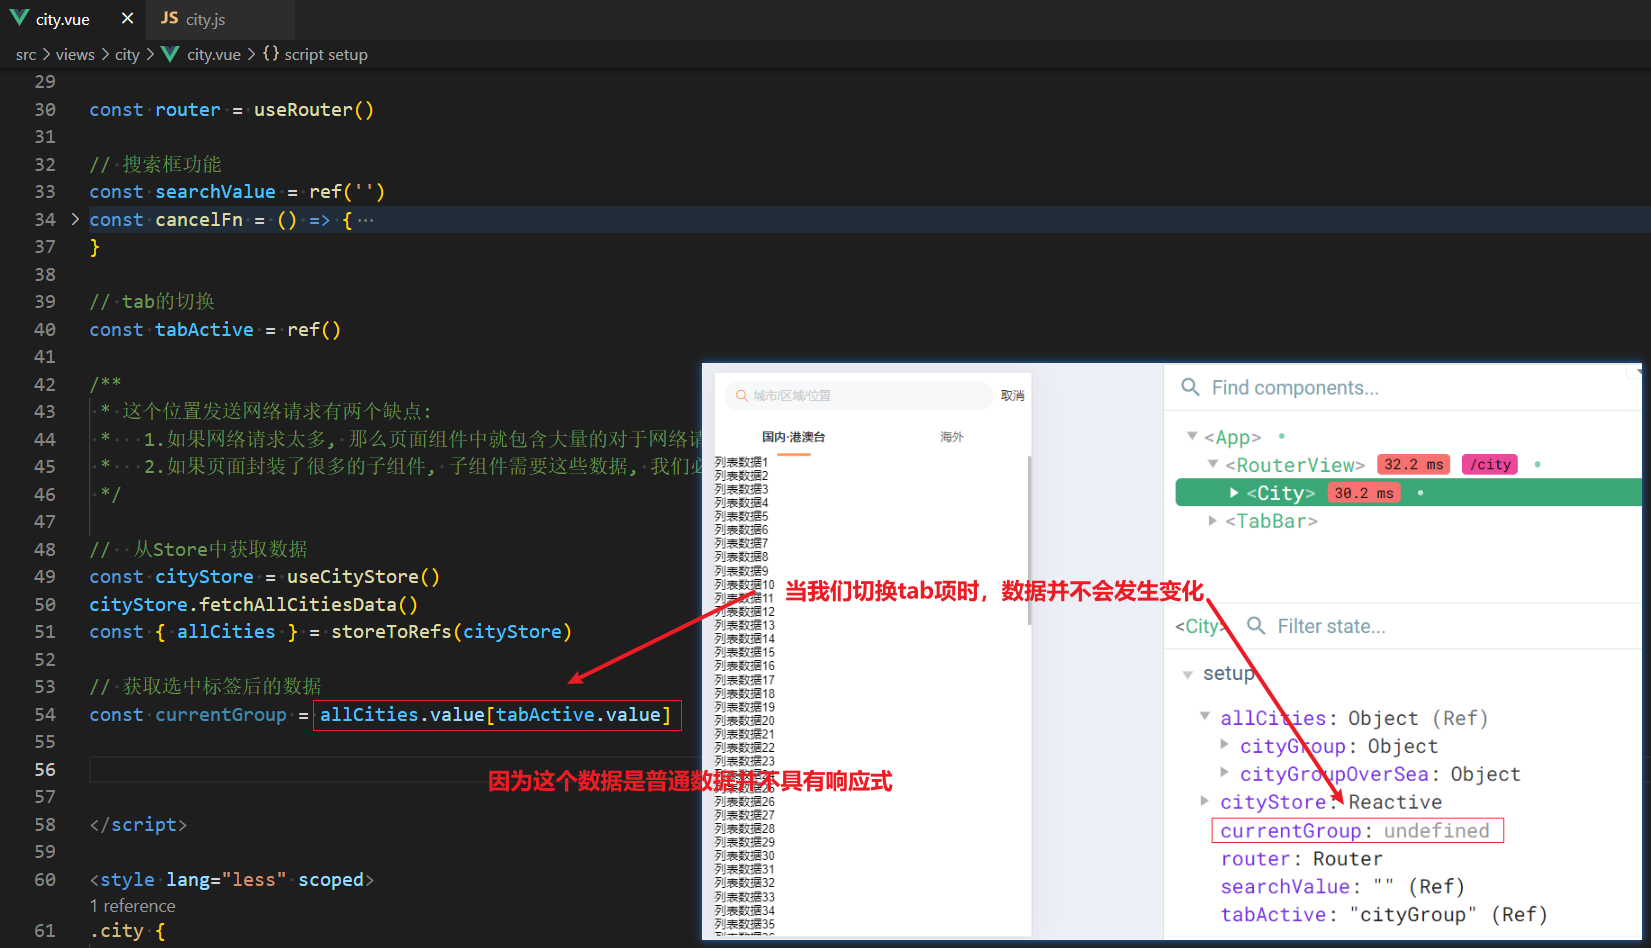 city.vue
JS city.js
src > views > city > city.vue > {} script setup
29
30 const router = useRouter()
31
32 // 搜索框功能
33 const searchValue = ref('')
34 const cancelFn = () => { ···
37 }
38
39 // tab的切换
40 const tabActive = ref()
41
42 /**
43 * 这个位置发送网络请求有两个缺点:
44 * 1.如果网络请求太多, 那么页面组件中就包含大量的对于网络请
45 * 2.如果页面封装了很多的子组件, 子组件需要这些数据, 我们必
46 */
47
48 // 从Store中获取数据
49 const cityStore = useCityStore()
50 cityStore.fetchAllCitiesData()
51 const { allCities } = storeToRefs(cityStore)
52
53 // 获取选中标签后的数据
54 const currentGroup = allCities.value[tabActive.value]
55
56
57
58 </script>
59
60 <style lang="less" scoped>
1 reference
61 .city {
城市/区域/位置 取消
国内·港澳台 海外
列表数据1
列表数据2
列表数据3
列表数据4
列表数据5
列表数据6
列表数据7
列表数据8
列表数据9
列表数据10
列表数据11
列表数据12
列表数据13
列表数据14
列表数据15
列表数据16
列表数据17
列表数据18
列表数据19
列表数据20
列表数据21
列表数据22
列表数据23
列表数据24
列表数据25
列表数据26
列表数据27
列表数据28
列表数据29
列表数据30
列表数据31
列表数据32
列表数据33
列表数据34
列表数据35
当我们切换tab项时，数据并不会发生变化
因为这个数据是普通数据并不具有响应式
Find components...
<App>
<RouterView> 32.2 ms /city
<City> 30.2 ms
<TabBar>
<City> Filter state...
setup
allCities: Object (Ref)
cityGroup: Object
cityGroupOverSea: Object
cityStore: Reactive
currentGroup: undefined
router: Router
searchValue: "" (Ref)
tabActive: "cityGroup" (Ref)